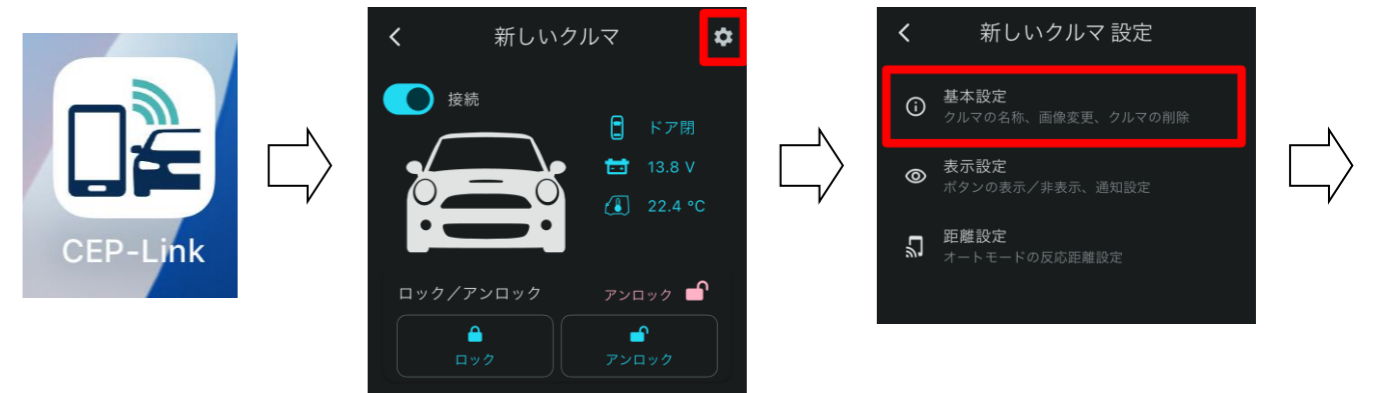 CEP-Link
新しいクルマ
接続
ドア閉
13.8 V
22.4 °C
ロック／アンロック
アンロック
ロック
アンロック
新しいクルマ 設定
基本設定
クルマの名称、画像変更、クルマの削除
表示設定
ボタンの表示／非表示、通知設定
距離設定
オートモードの反応距離設定